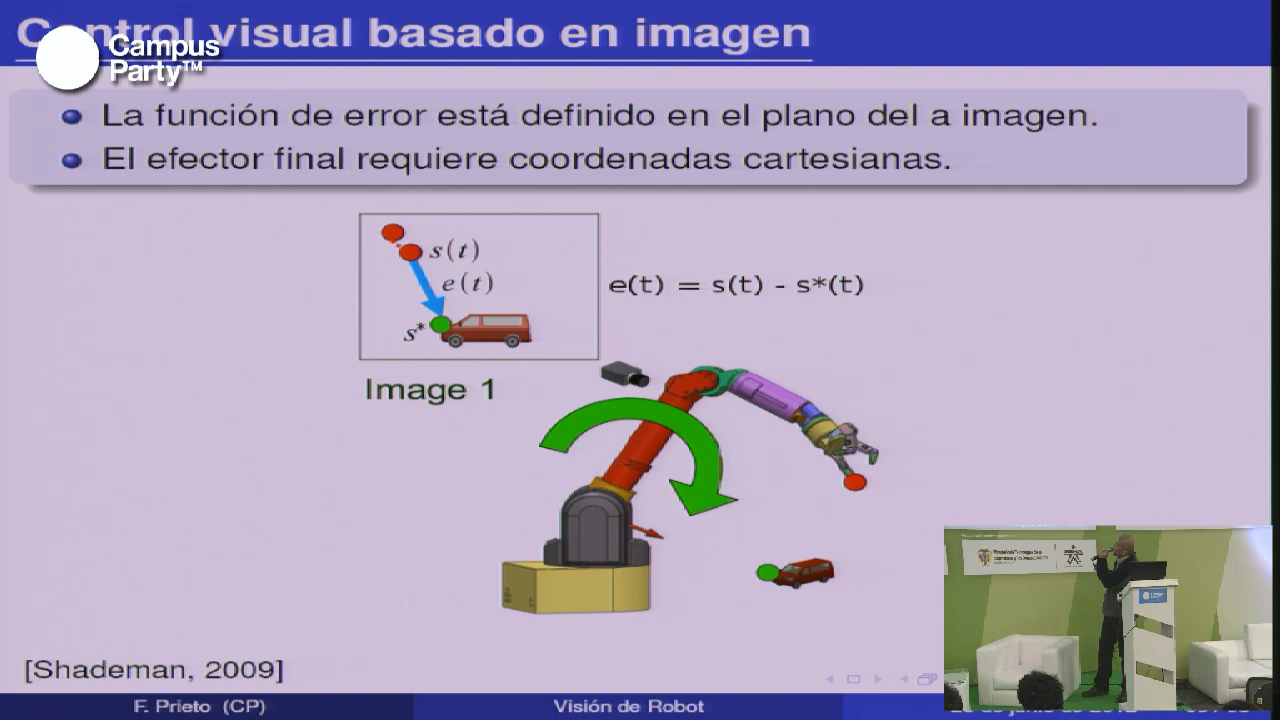 Control visual basado en imagen
Campus
Party™
La función de error está definido en el plano del a imagen.
El efector final requiere coordenadas cartesianas.
s(t)
e(t)
s*
e(t) = s(t) - s*(t)
Image 1
[Shademan, 2009]
F. Prieto (CP)
Visión de Robot